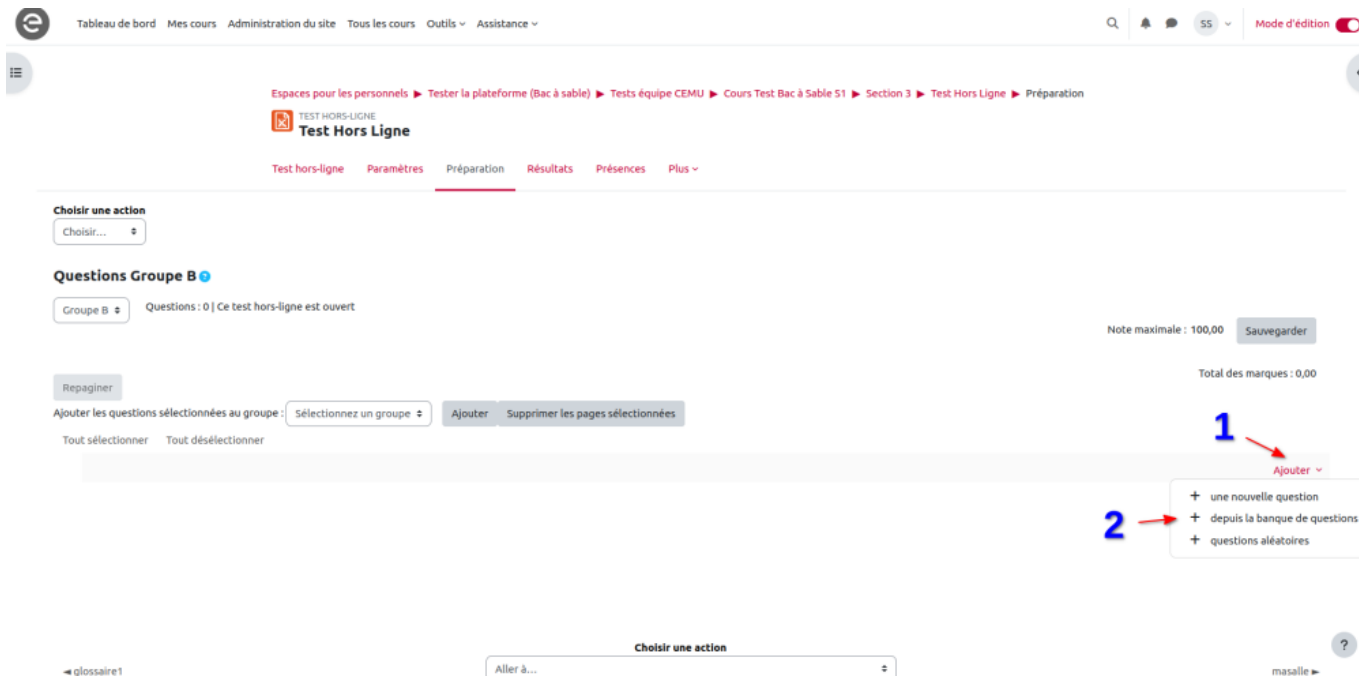 e Tableau de bord Mes cours Administration du site Tous les cours Outils Assistance SS Mode d'édition
Espaces pour les personnels ► Tester la plateforme (Bac à sable) ► Tests équipe CEMU ► Cours Test Bac à Sable S1 ► Section 3 ► Test Hors Ligne ► Préparation
TEST HORS-LIGNE
Test Hors Ligne
Test hors-ligne Paramètres Préparation Résultats Présences Plus
Choisir une action
Choisir...
Questions Groupe B ?
Groupe B Questions : 0 | Ce test hors-ligne est ouvert
Note maximale : 100,00 Sauvegarder
Total des marques : 0,00
Repaginer
Ajouter les questions sélectionnées au groupe : Sélectionnez un groupe Ajouter Supprimer les pages sélectionnées
1
Tout sélectionner Tout désélectionner
Ajouter
+ une nouvelle question
2 + depuis la banque de questions
+ questions aléatoires
Choisir une action
?
◄ glossaire1 Aller à... masalle ►